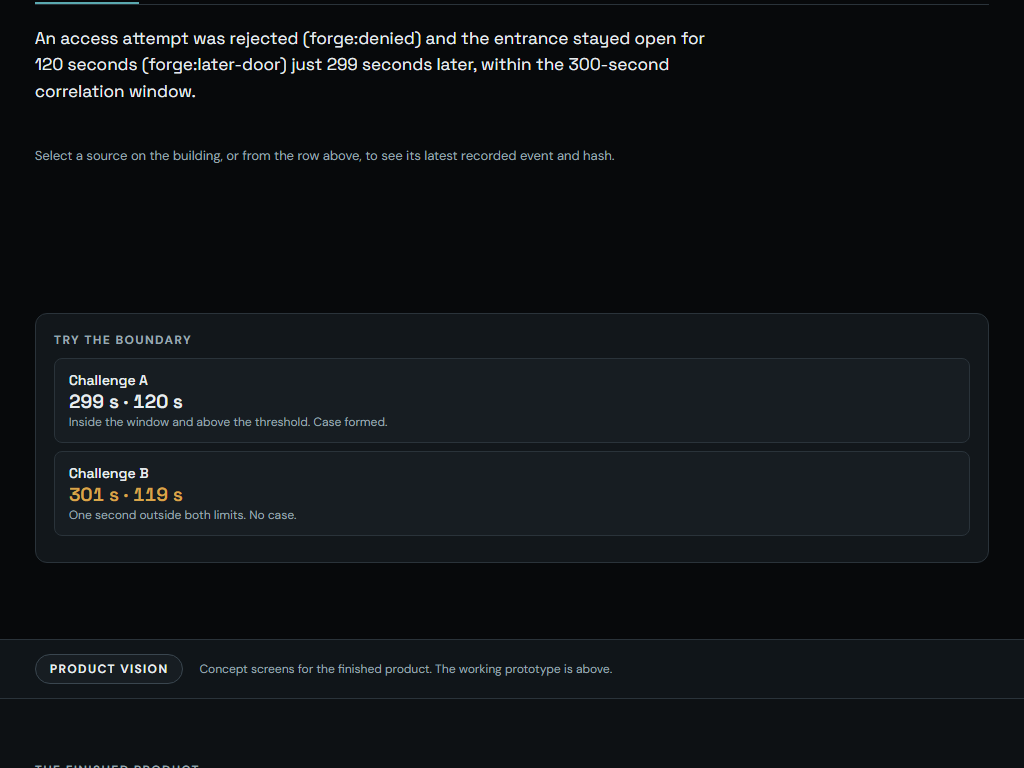 An access attempt was rejected (forge:denied) and the entrance stayed open for
120 seconds (forge:later-door) just 299 seconds later, within the 300-second
correlation window.
Select a source on the building, or from the row above, to see its latest recorded event and hash.
TRY THE BOUNDARY
Challenge A
299 s · 120 s
Inside the window and above the threshold. Case formed.
Challenge B
301 s · 119 s
One second outside both limits. No case.
PRODUCT VISION
Concept screens for the finished product. The working prototype is above.
THE FINISHED PRODUCT